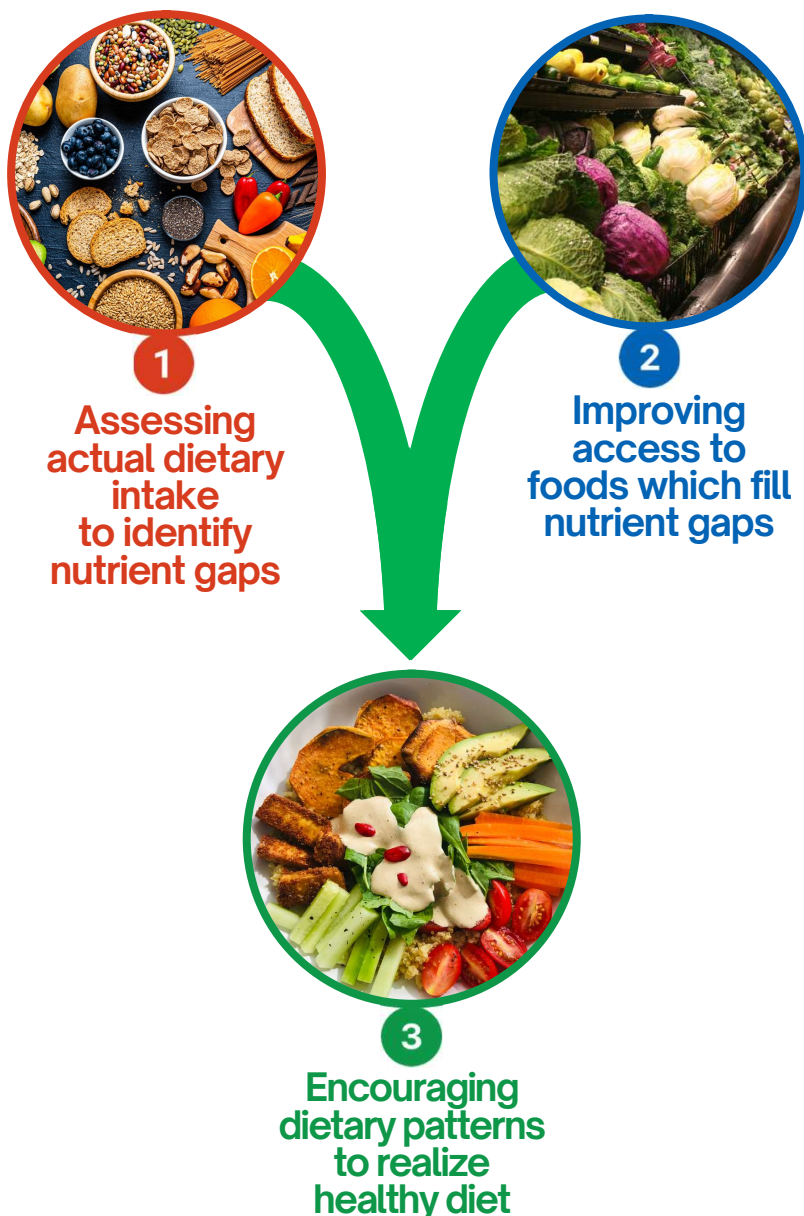 1
Assessing
actual dietary
intake
to identify
nutrient gaps
2
Improving
access to
foods which fill
nutrient gaps
3
Encouraging
dietary patterns
to realize
healthy diet